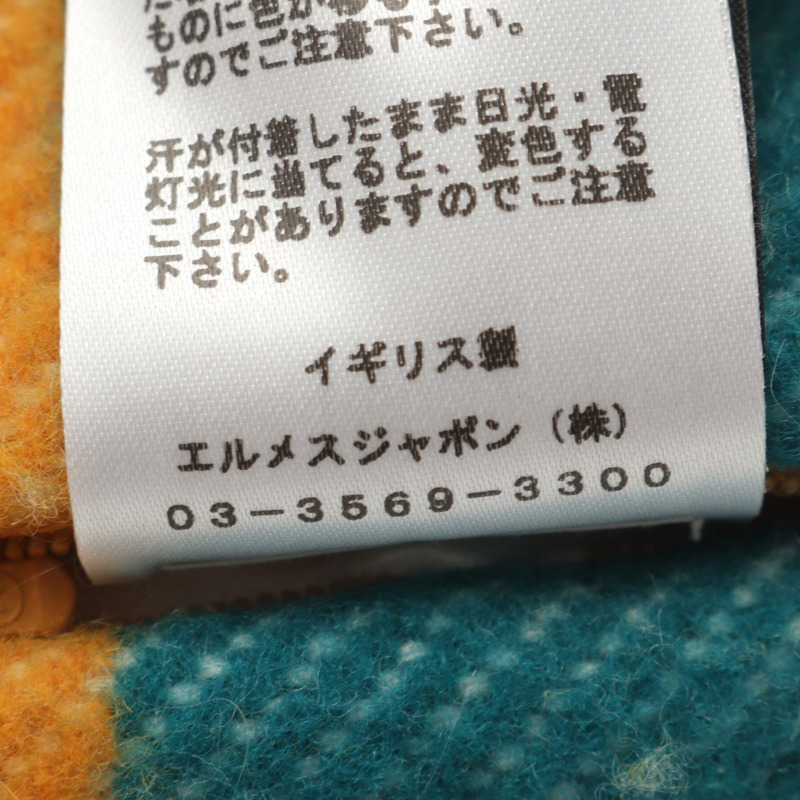 ものに色が
すのでご注意下さい。
汗が付着したまま日光・電
灯光に当てると、変色する
ことがありますのでご注意
下さい。
イギリス製
エルメスジャポン（株）
03－3569－3300